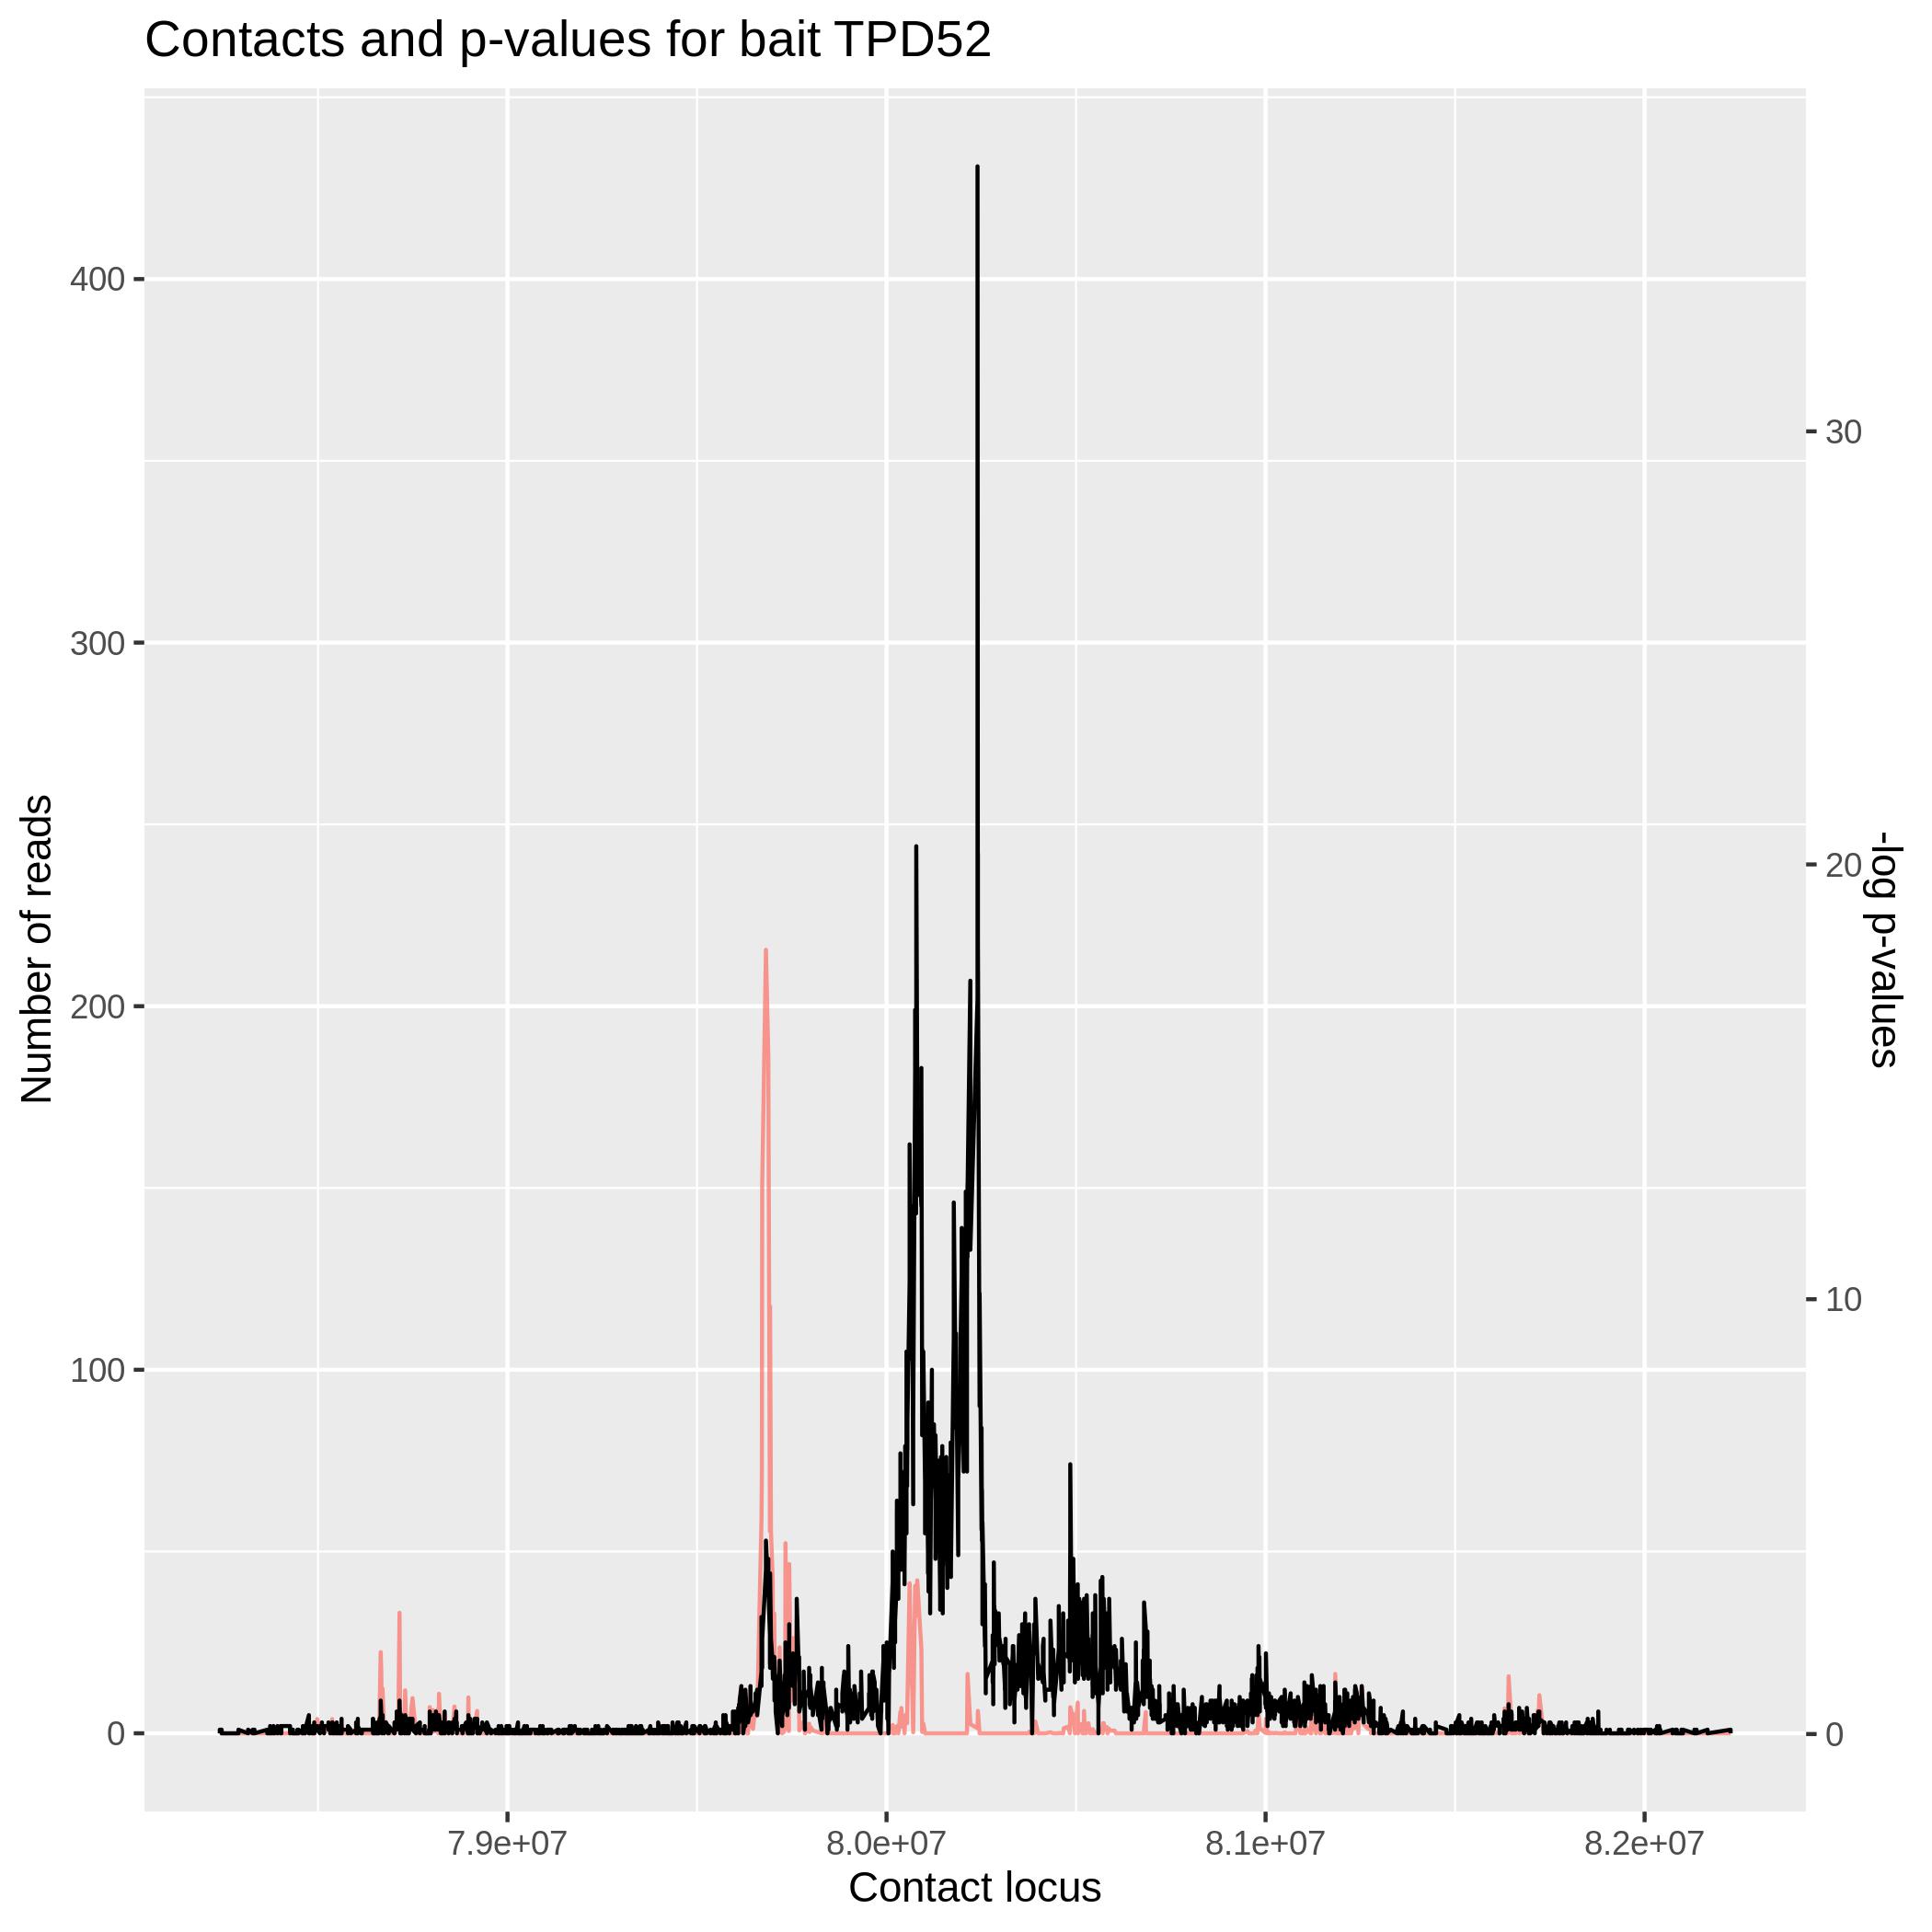 Contacts and p-values for bait TPD52
Number of reads
400
300
200
100
0
30
20
10
0
-log p-values
7.9e+07
8.0e+07
8.1e+07
8.2e+07
Contact locus